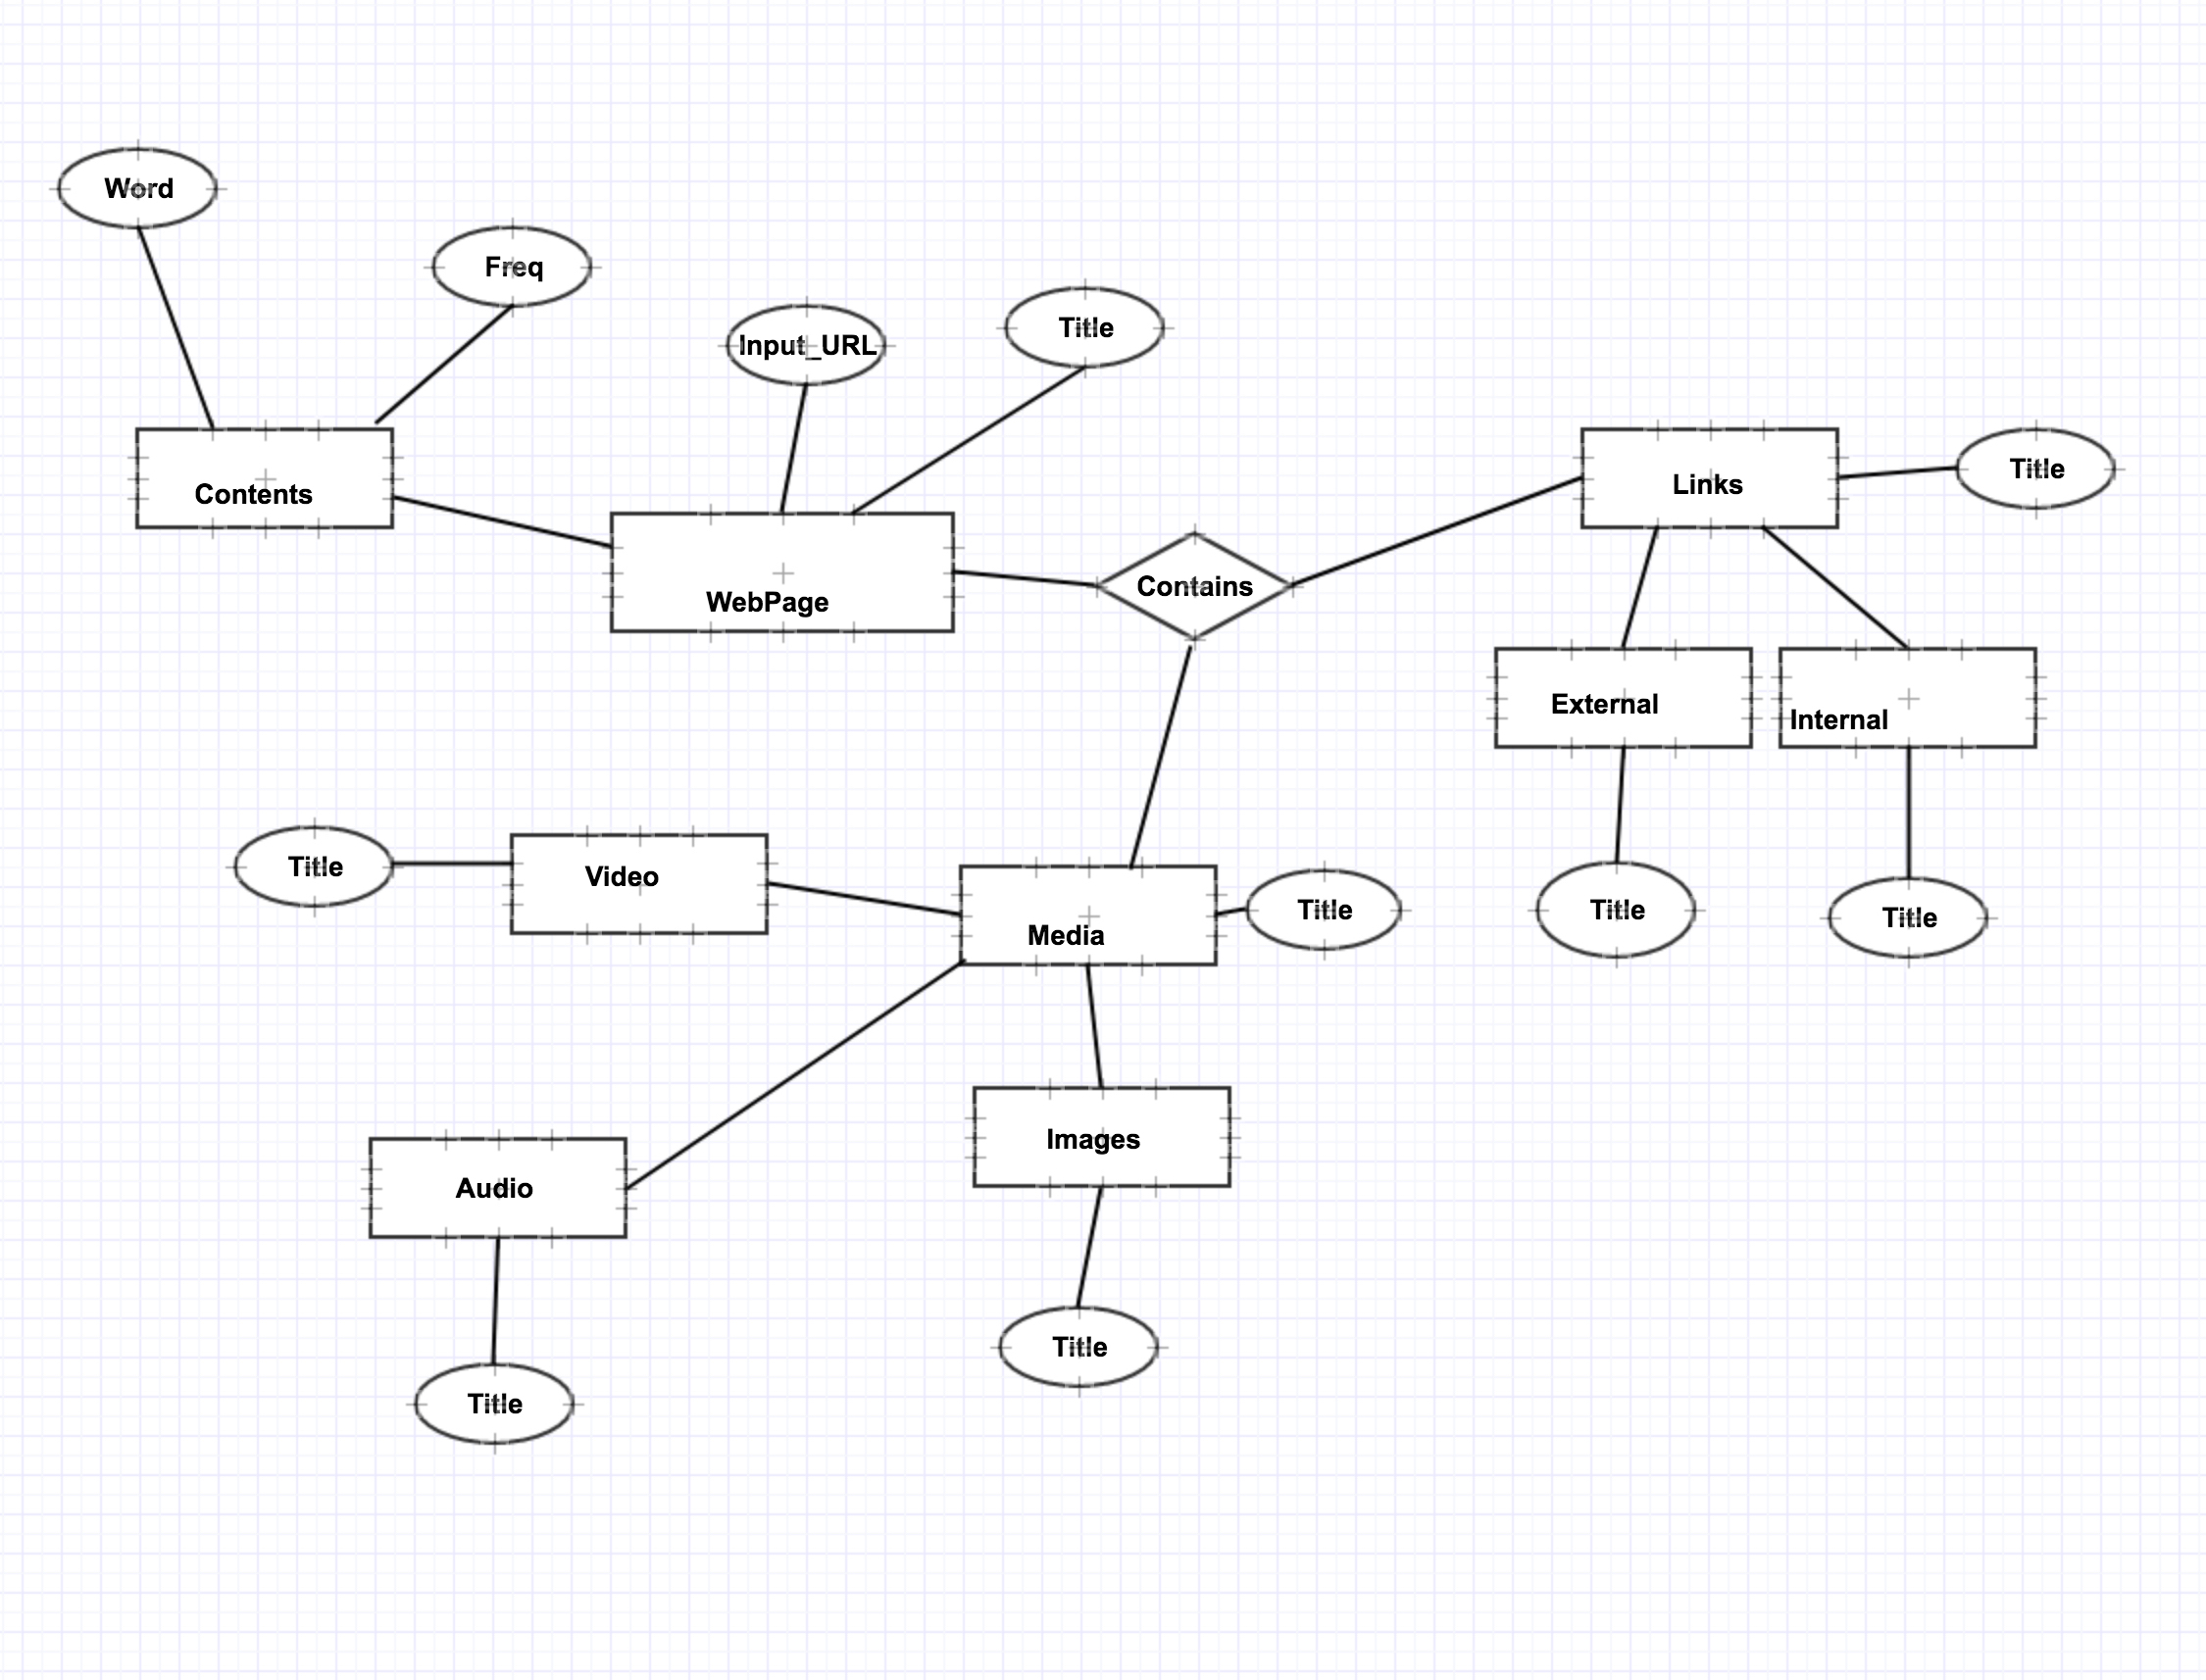 Word
Freq
Input_URL
Title
Contents
Links
Title
WebPage
Contains
External
Internal
Title
Video
Media
Title
Title
Title
Images
Audio
Title
Title